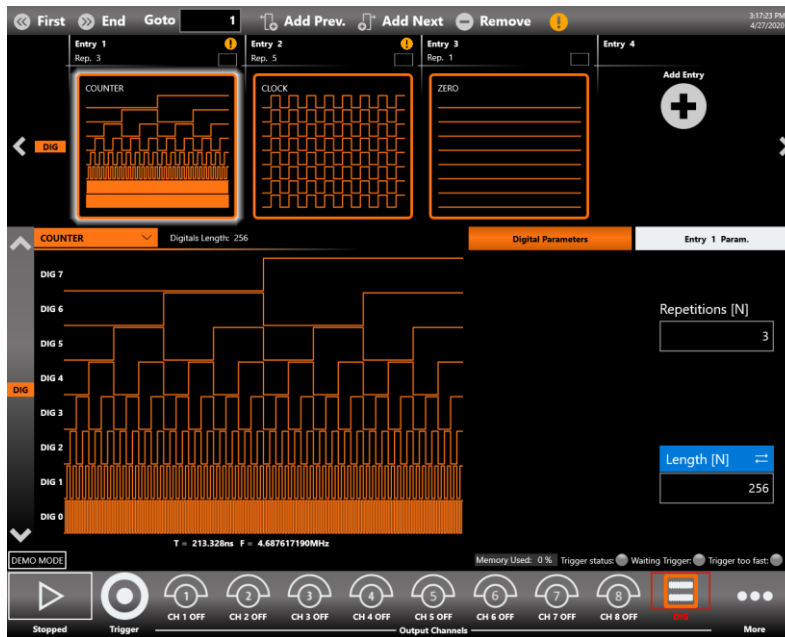 First End Goto 1 Add Prev. Add Next Remove
3:17:23 PM
4/27/2020
Entry 1 Entry 2 Entry 3 Entry 4
Rep. 3 Rep. 5 Rep. 1
Add Entry
COUNTER CLOCK ZERO
DIG
COUNTER Digitals Length: 256 Digital Parameters Entry 1 Param.
DIG 7
DIG 6
Repetitions [N]
3
DIG 5
DIG 4
DIG
DIG 3
DIG 2
Length [N]
DIG 1
256
DIG 0
T = 213.328ns F = 4.687617190MHz
DEMO MODE Memory Used: 0 % Trigger status: Waiting Trigger: Trigger too fast:
1 2 3 4 5 6 7 8
CH 1 OFF CH 2 OFF CH 3 OFF CH 4 OFF CH 5 OFF CH 6 OFF CH 7 OFF CH 8 OFF DIG
Stopped Trigger Output Channels More